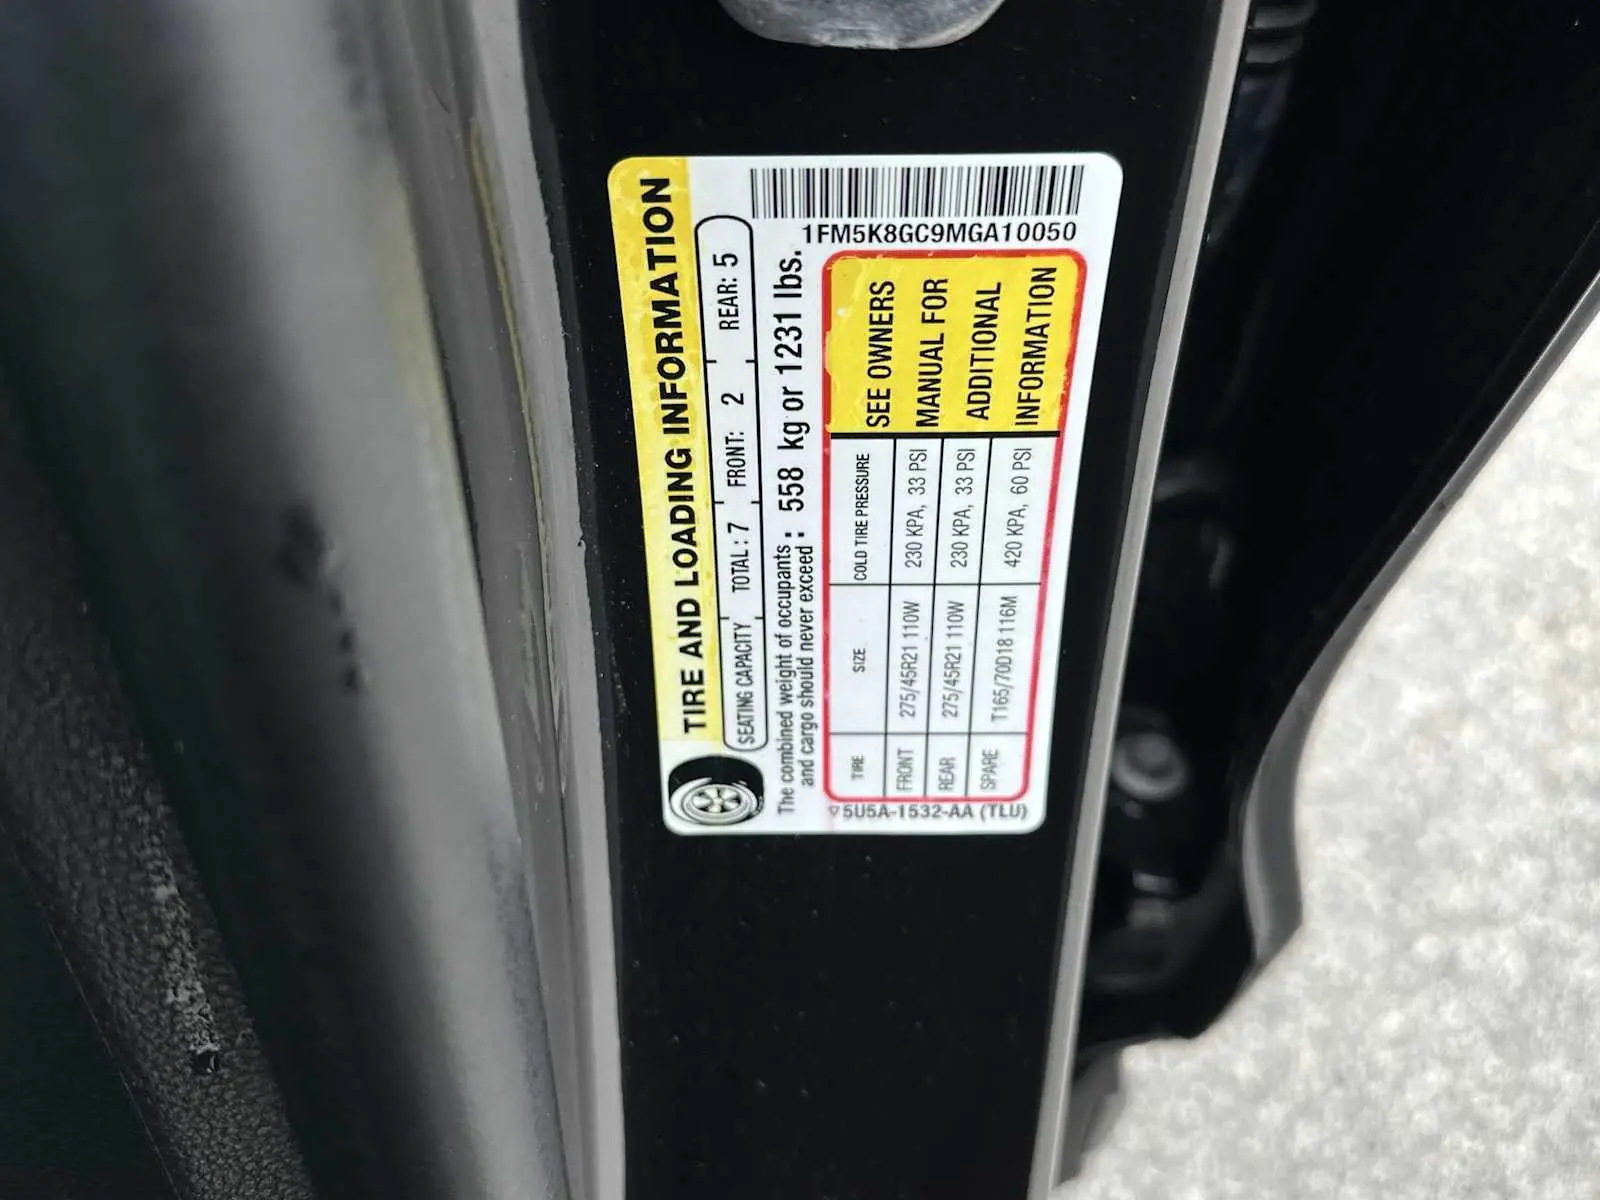 TIRE AND LOADING INFORMATION
SEATING CAPACITY TOTAL: 7 FRONT: 2 REAR: 5
The combined weight of occupants and cargo should never exceed : 558 kg or 1231 lbs.
TIRE SIZE COLD TIRE PRESSURE
FRONT 275/45R21 110W 230 KPA, 33 PSI
REAR 275/45R21 110W 230 KPA, 33 PSI
SPARE T165/70D18 116M 420 KPA, 60 PSI
SEE OWNERS
MANUAL FOR
ADDITIONAL
INFORMATION
5U5A-1532-AA (TLU)
1FM5K8GC9MGA10050